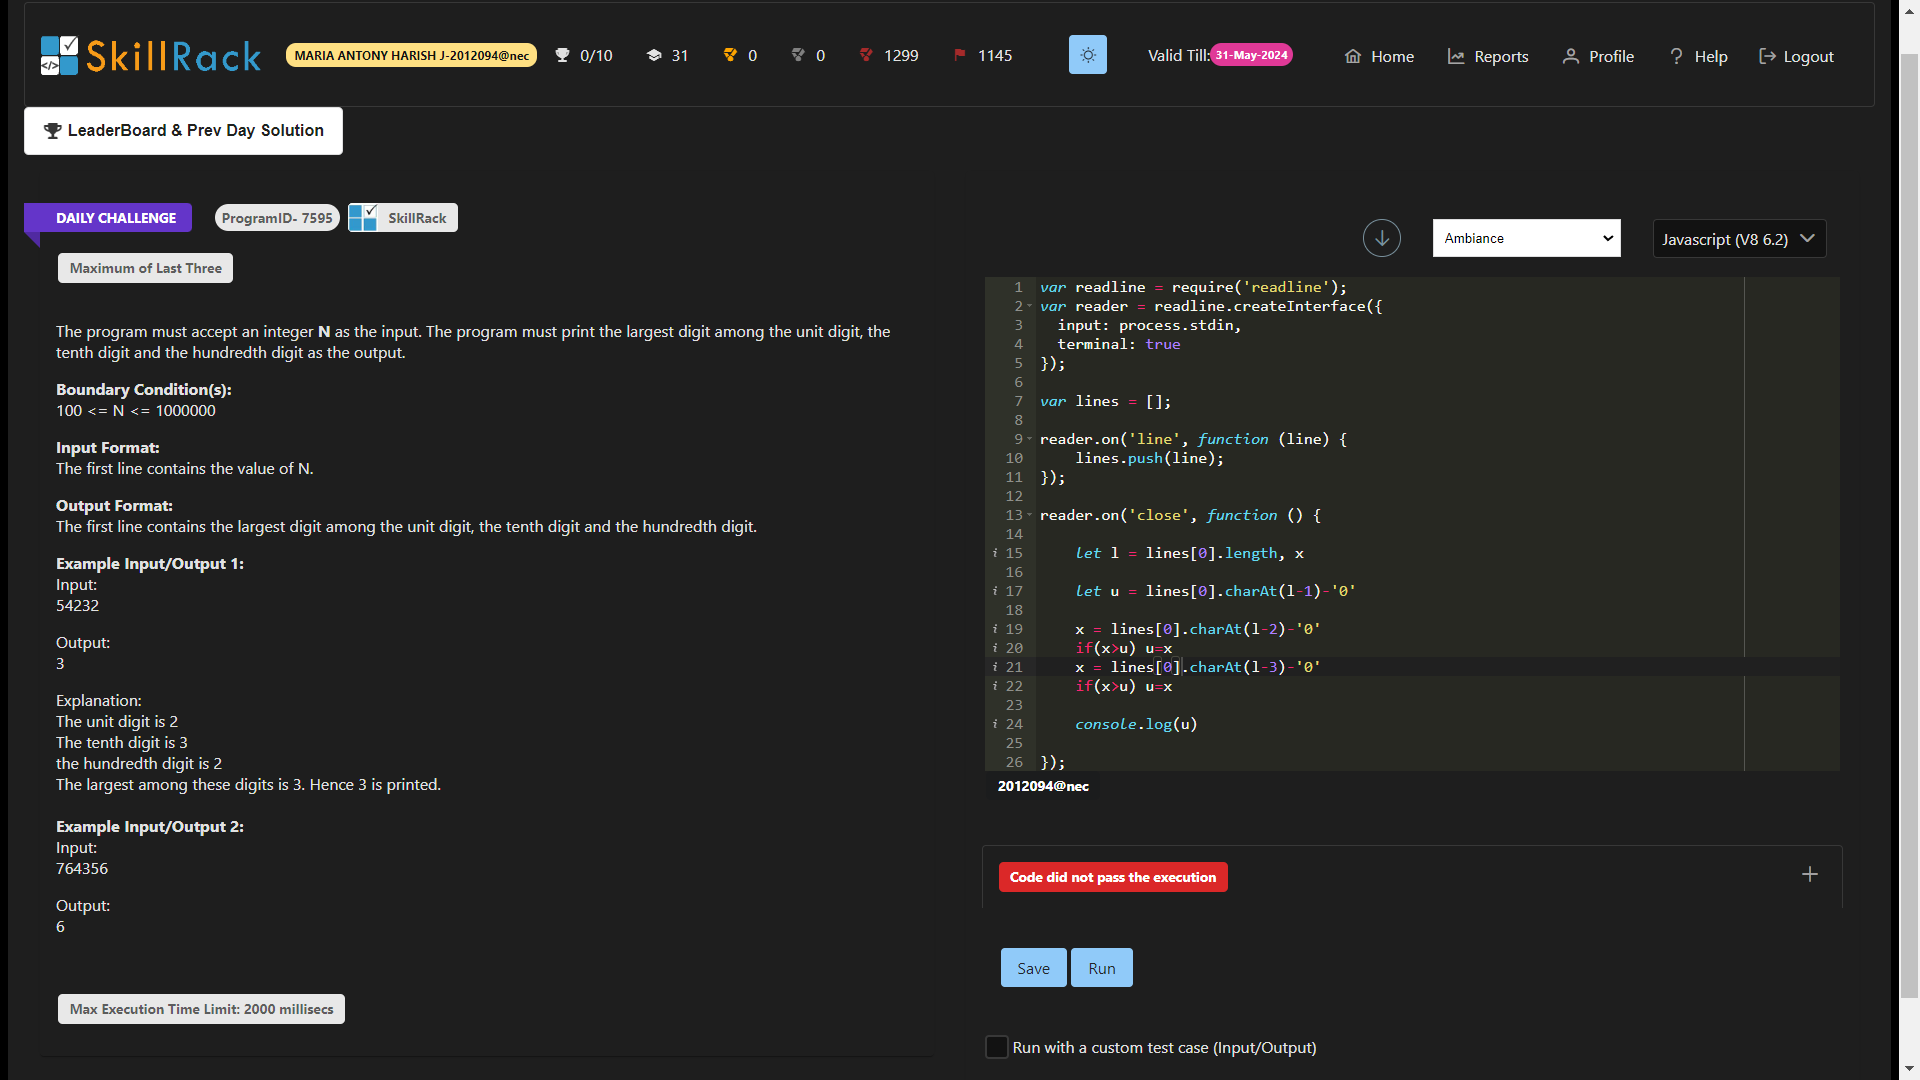 SkillRack
MARIA ANTONY HARISH J-2012094@nec
0/10
31
0
0
1299
1145
Valid Till:31-May-2024
Home
Reports
Profile
Help
Logout
LeaderBoard & Prev Day Solution
DAILY CHALLENGE
ProgramID- 7595
SkillRack
Maximum of Last Three
The program must accept an integer N as the input. The program must print the largest digit among the unit digit, the
tenth digit and the hundredth digit as the output.
Boundary Condition(s):
100 <= N <= 1000000
Input Format:
The first line contains the value of N.
Output Format:
The first line contains the largest digit among the unit digit, the tenth digit and the hundredth digit.
Example Input/Output 1:
Input:
54232
Output:
3
Explanation:
The unit digit is 2
The tenth digit is 3
the hundredth digit is 2
The largest among these digits is 3. Hence 3 is printed.
Example Input/Output 2:
Input:
764356
Output:
6
Max Execution Time Limit: 2000 millisecs
Ambiance
Javascript (V8 6.2)
1 var readline = require('readline');
2 var reader = readline.createInterface({
3   input: process.stdin,
4   terminal: true
5 });
6
7 var lines = [];
8
9 reader.on('line', function (line) {
10     lines.push(line);
11 });
12
13 reader.on('close', function () {
14
i 15     let l = lines[0].length, x
16
i 17     let u = lines[0].charAt(l-1)-'0'
18
i 19     x = lines[0].charAt(l-2)-'0'
i 20     if(x>u) u=x
i 21     x = lines[0].charAt(l-3)-'0'
i 22     if(x>u) u=x
23
i 24     console.log(u)
25
26 });
2012094@nec
Code did not pass the execution
Save
Run
Run with a custom test case (Input/Output)